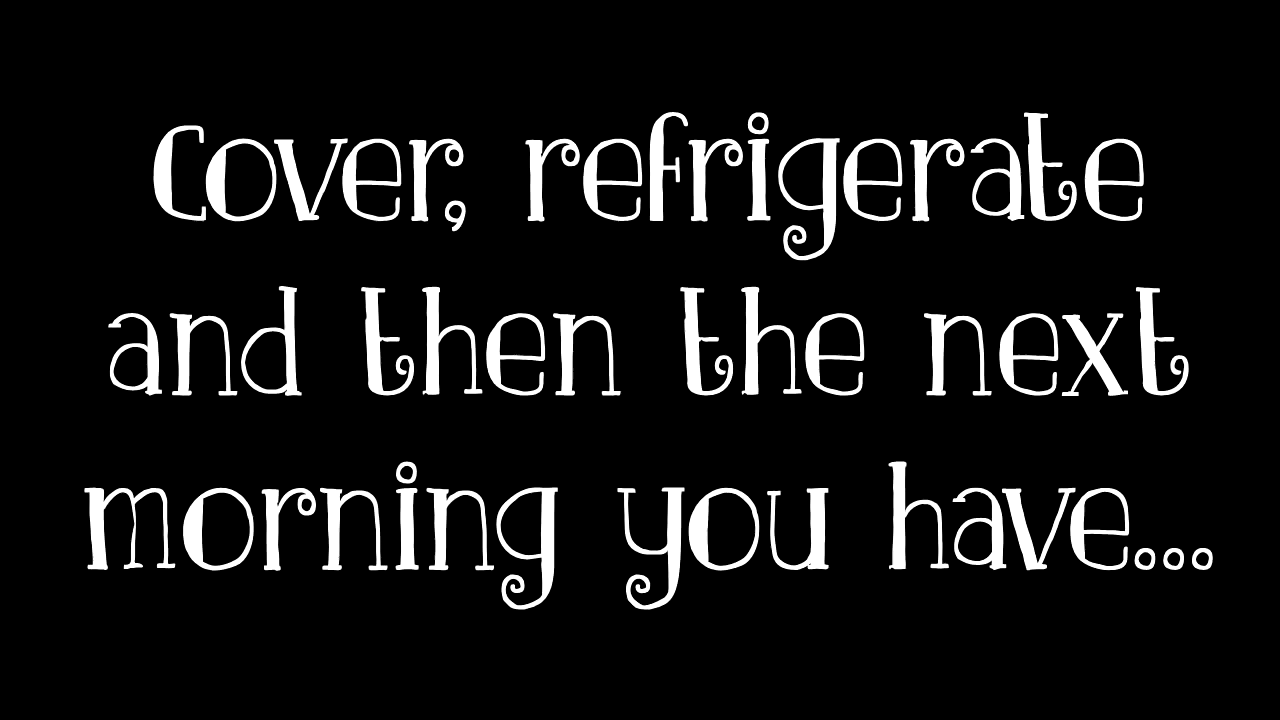 Cover, refrigerate
and then the next
morning you have...